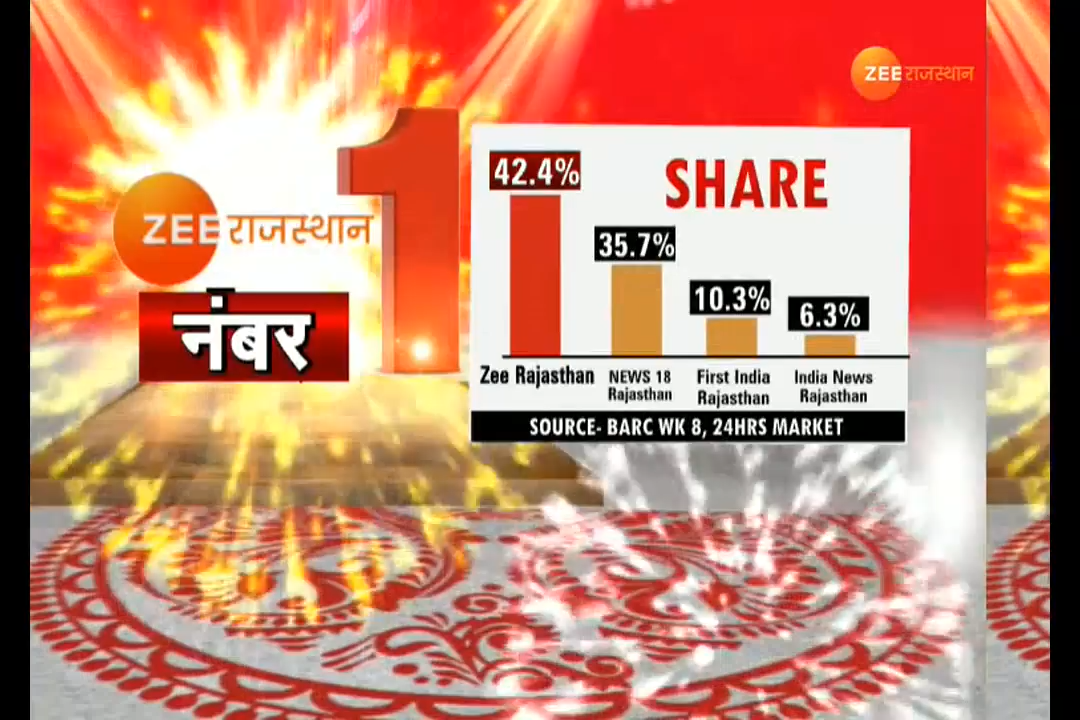 ZEE राजस्थान
ZEE राजस्थान
नंबर
1
SHARE
42.4%
35.7%
10.3%
6.3%
Zee Rajasthan
NEWS 18
Rajasthan
First India
Rajasthan
India News
Rajasthan
SOURCE- BARC WK 8, 24HRS MARKET